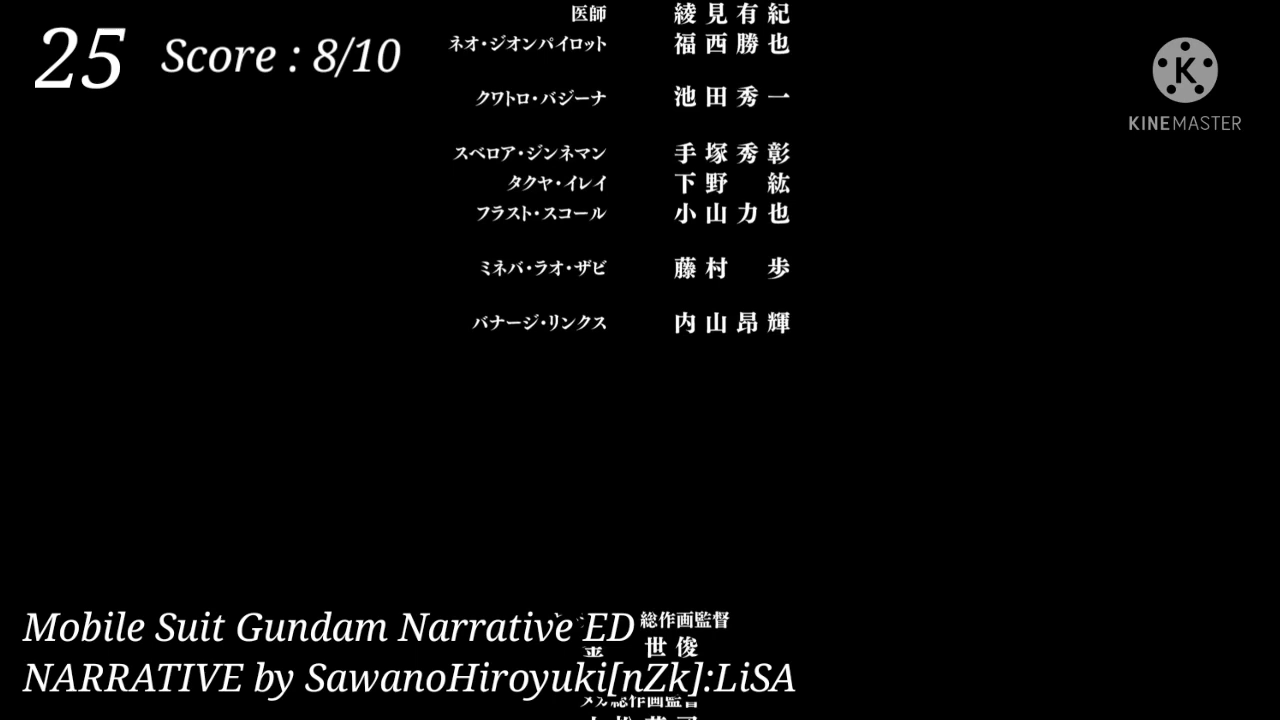 25
Score : 8/10
KINEMASTER
医師 綾見有紀
ネオ・ジオンパイロット 福西勝也
クワトロ・バジーナ 池田秀一
スベロア・ジンネマン 手塚秀彰
タクヤ・イレイ 下野 紘
フラスト・スコール 小山力也
ミネバ・ラオ・ザビ 藤村 歩
バナージ・リンクス 内山昂輝
総作画監督
世俊
Mobile Suit Gundam Narrative ED
NARRATIVE by SawanoHiroyuki[nZk]:LiSA